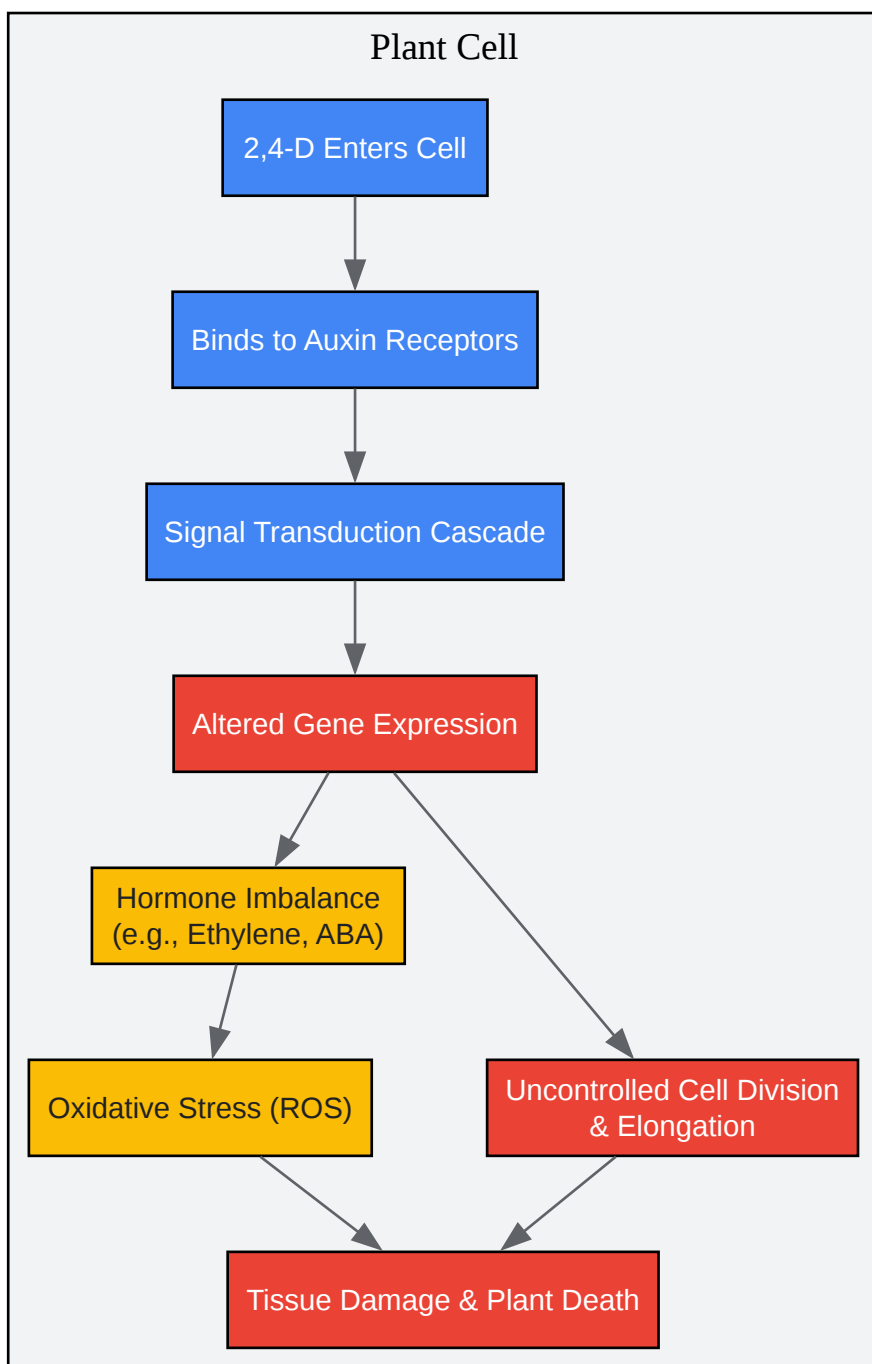 Plant Cell
2,4-D Enters Cell
Binds to Auxin Receptors
Signal Transduction Cascade
Altered Gene Expression
Hormone Imbalance
(e.g., Ethylene, ABA)
Oxidative Stress (ROS)
Uncontrolled Cell Division
& Elongation
Tissue Damage & Plant Death